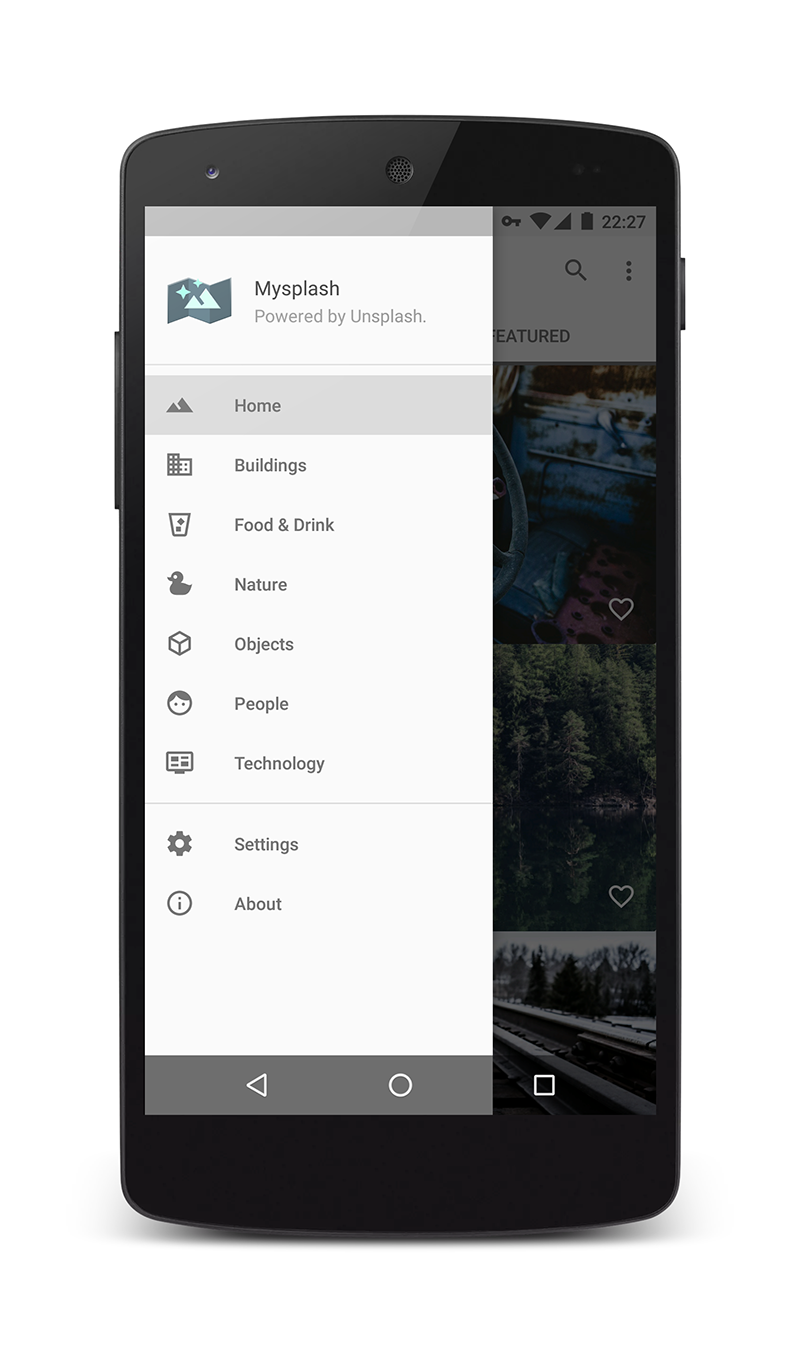 22:27
Mysplash
Powered by Unsplash.
FEATURED
Home
Buildings
Food & Drink
Nature
Objects
People
Technology
Settings
About